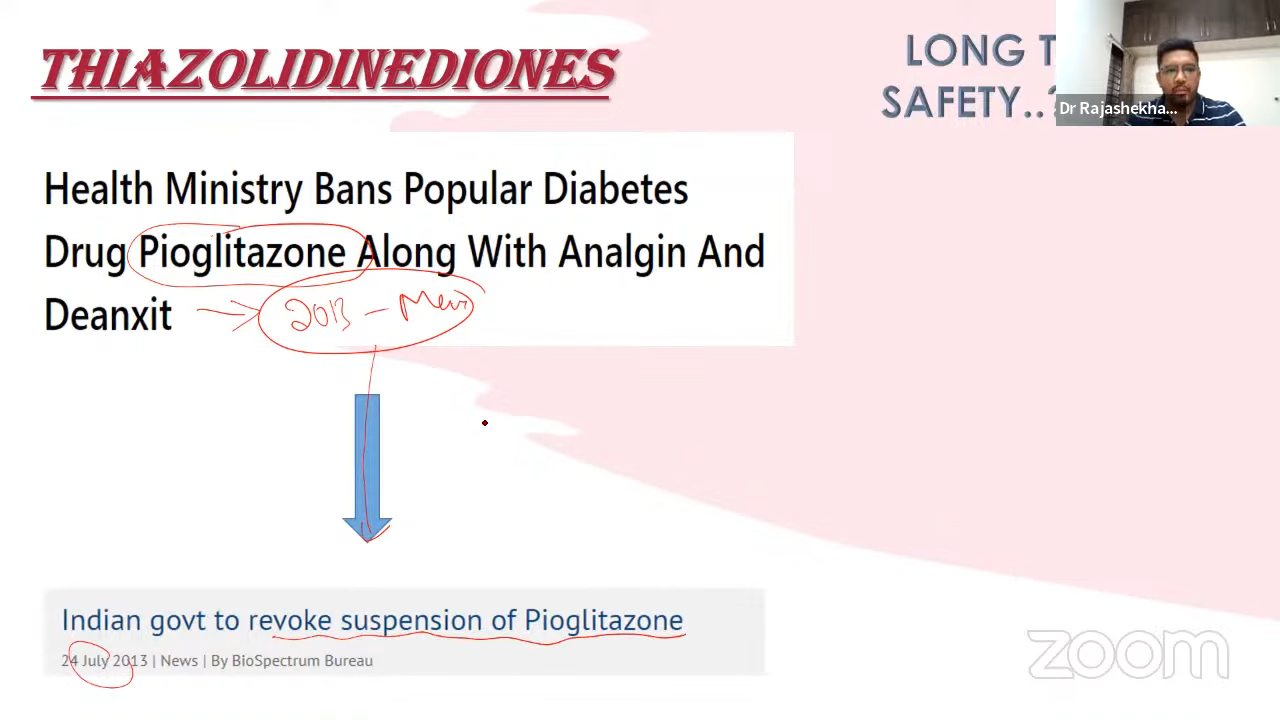 THIAZOLIDINEDIONES
LONG T
SAFETY..?
Dr Rajashekha...
Health Ministry Bans Popular Diabetes
Drug Pioglitazone Along With Analgin And
Deanxit
2013 –
Indian govt to revoke suspension of Pioglitazone
24 July 2013 | News | By BioSpectrum Bureau
zoom